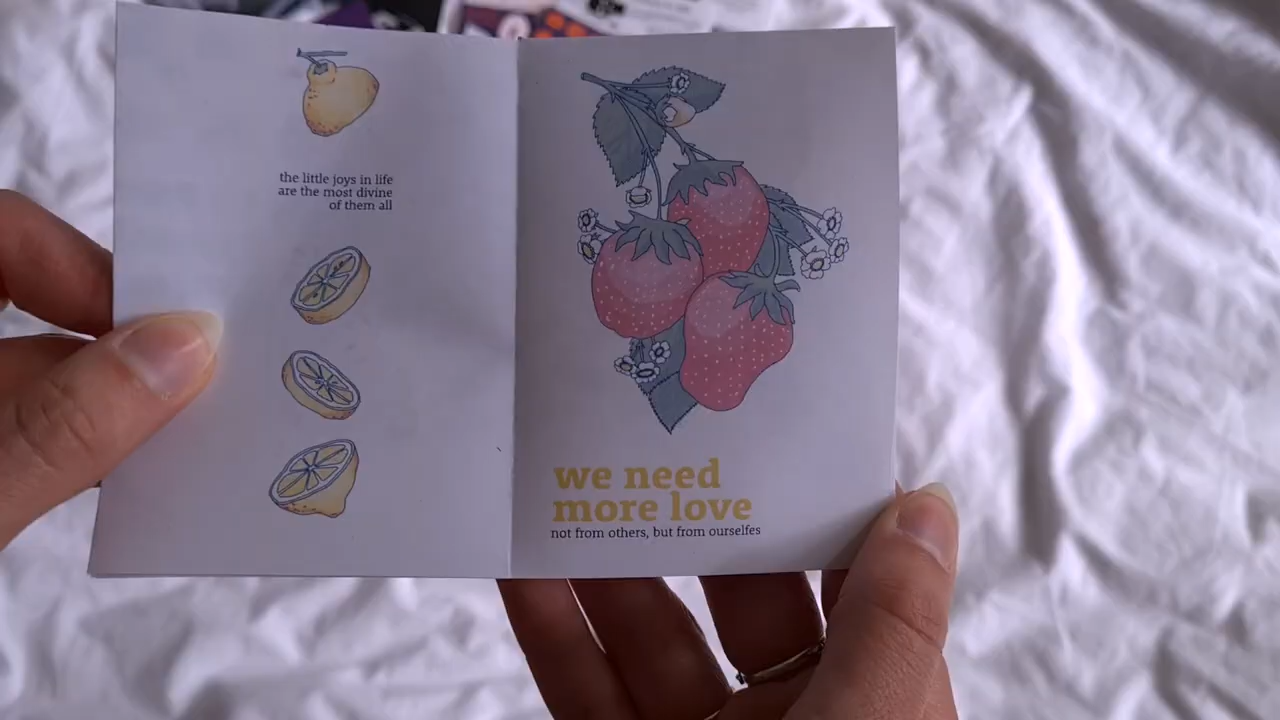 the little joys in life
are the most divine
of them all
we need
more love
not from others, but from ourselfes